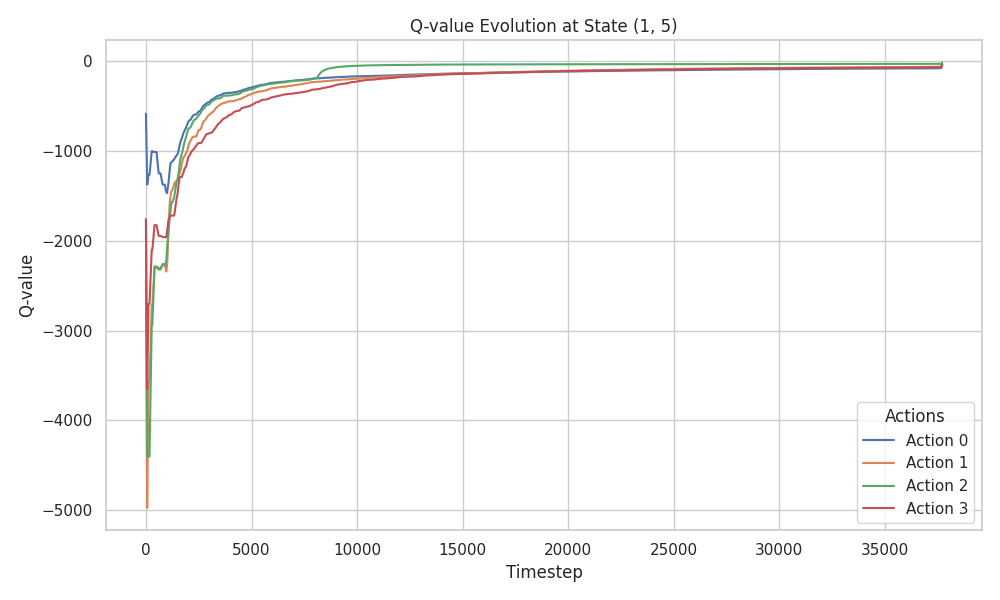 Q-value Evolution at State (1, 5)
Q-value
0
−1000
−2000
−3000
−4000
−5000
0
5000
10000
15000
20000
25000
30000
35000
Timestep
Actions
Action 0
Action 1
Action 2
Action 3